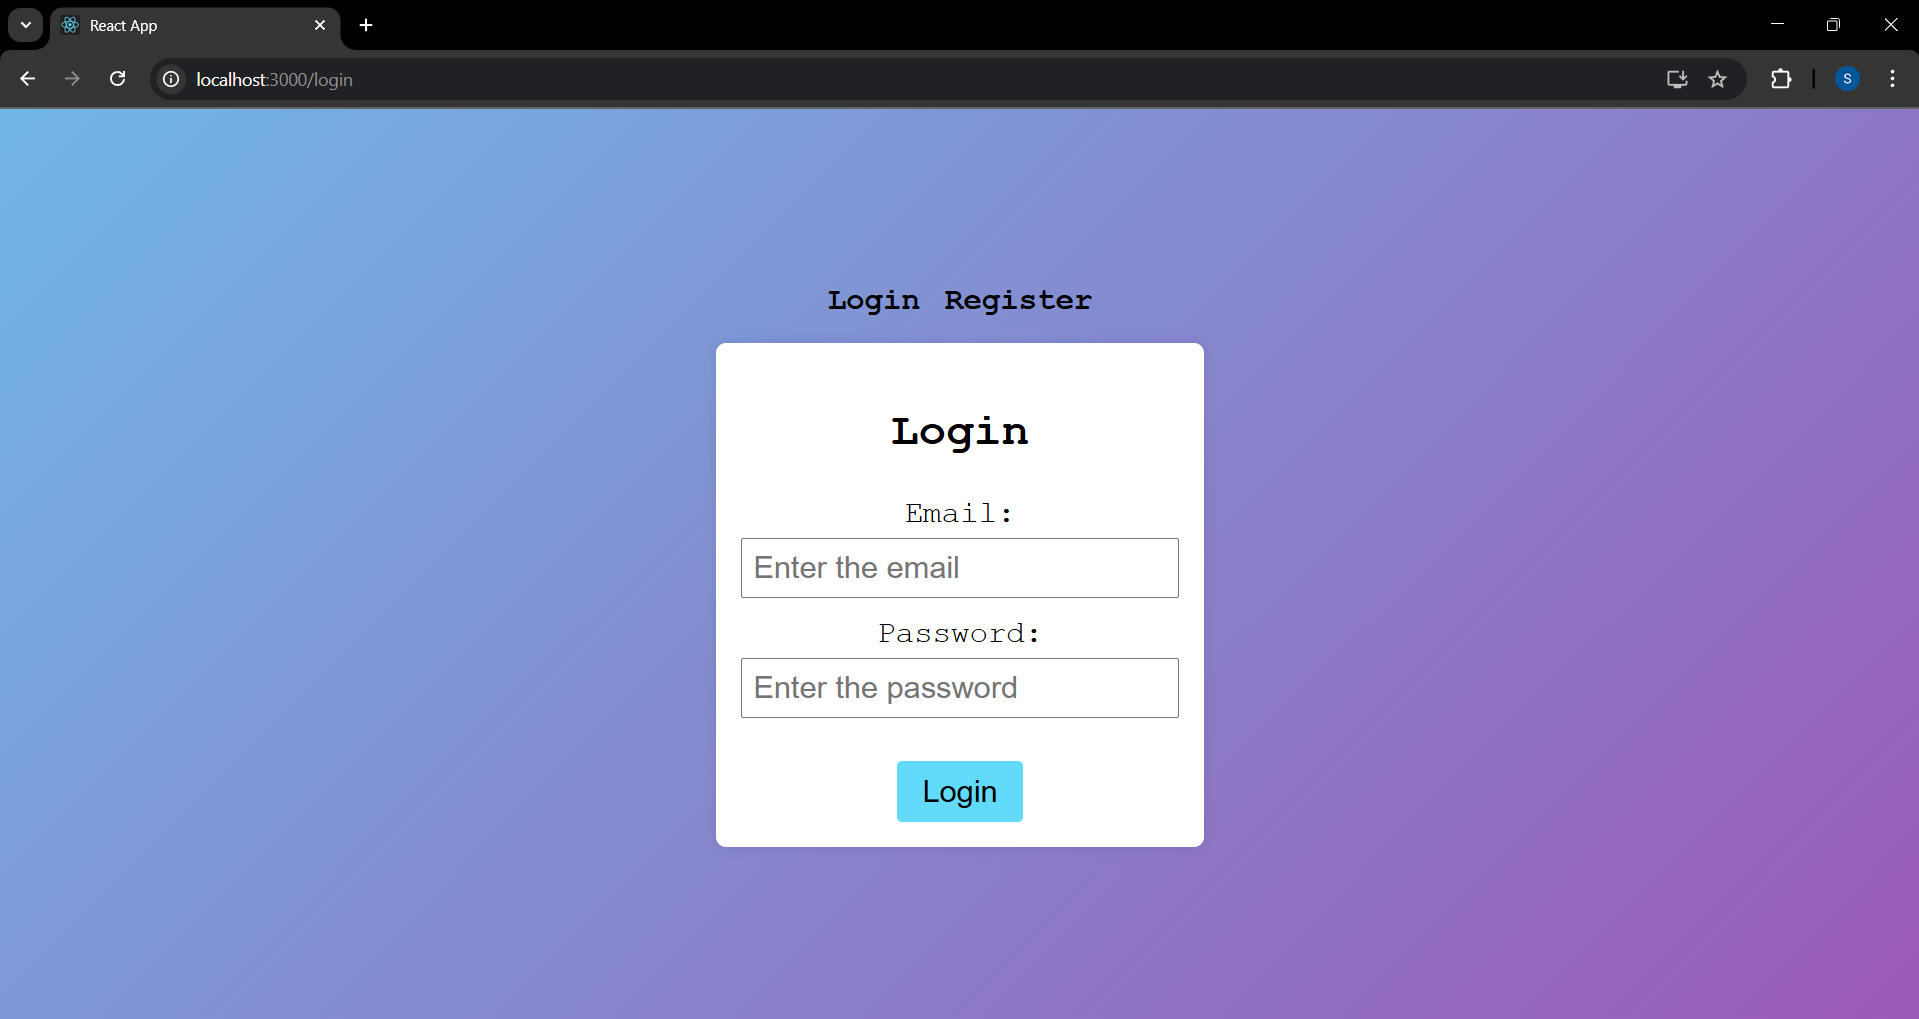 React App
localhost:3000/login
S
Login Register
Login
Email:
Enter the email
Password:
Enter the password
Login